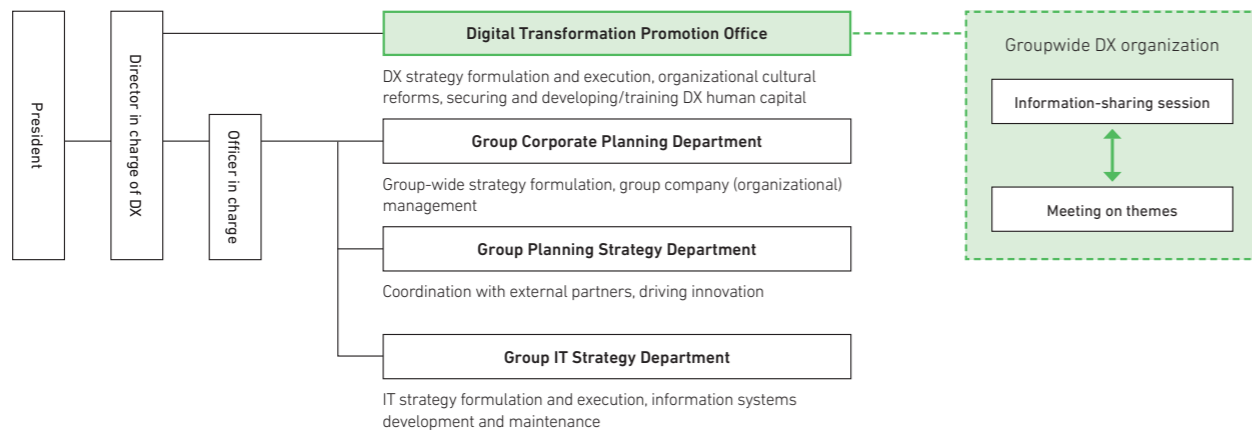 President
Director in charge of DX
Officer in charge
Digital Transformation Promotion Office
DX strategy formulation and execution, organizational cultural
reforms, securing and developing/training DX human capital
Group Corporate Planning Department
Group-wide strategy formulation, group company (organizational)
management
Group Planning Strategy Department
Coordination with external partners, driving innovation
Group IT Strategy Department
IT strategy formulation and execution, information systems
development and maintenance
Groupwide DX organization
Information-sharing session
Meeting on themes